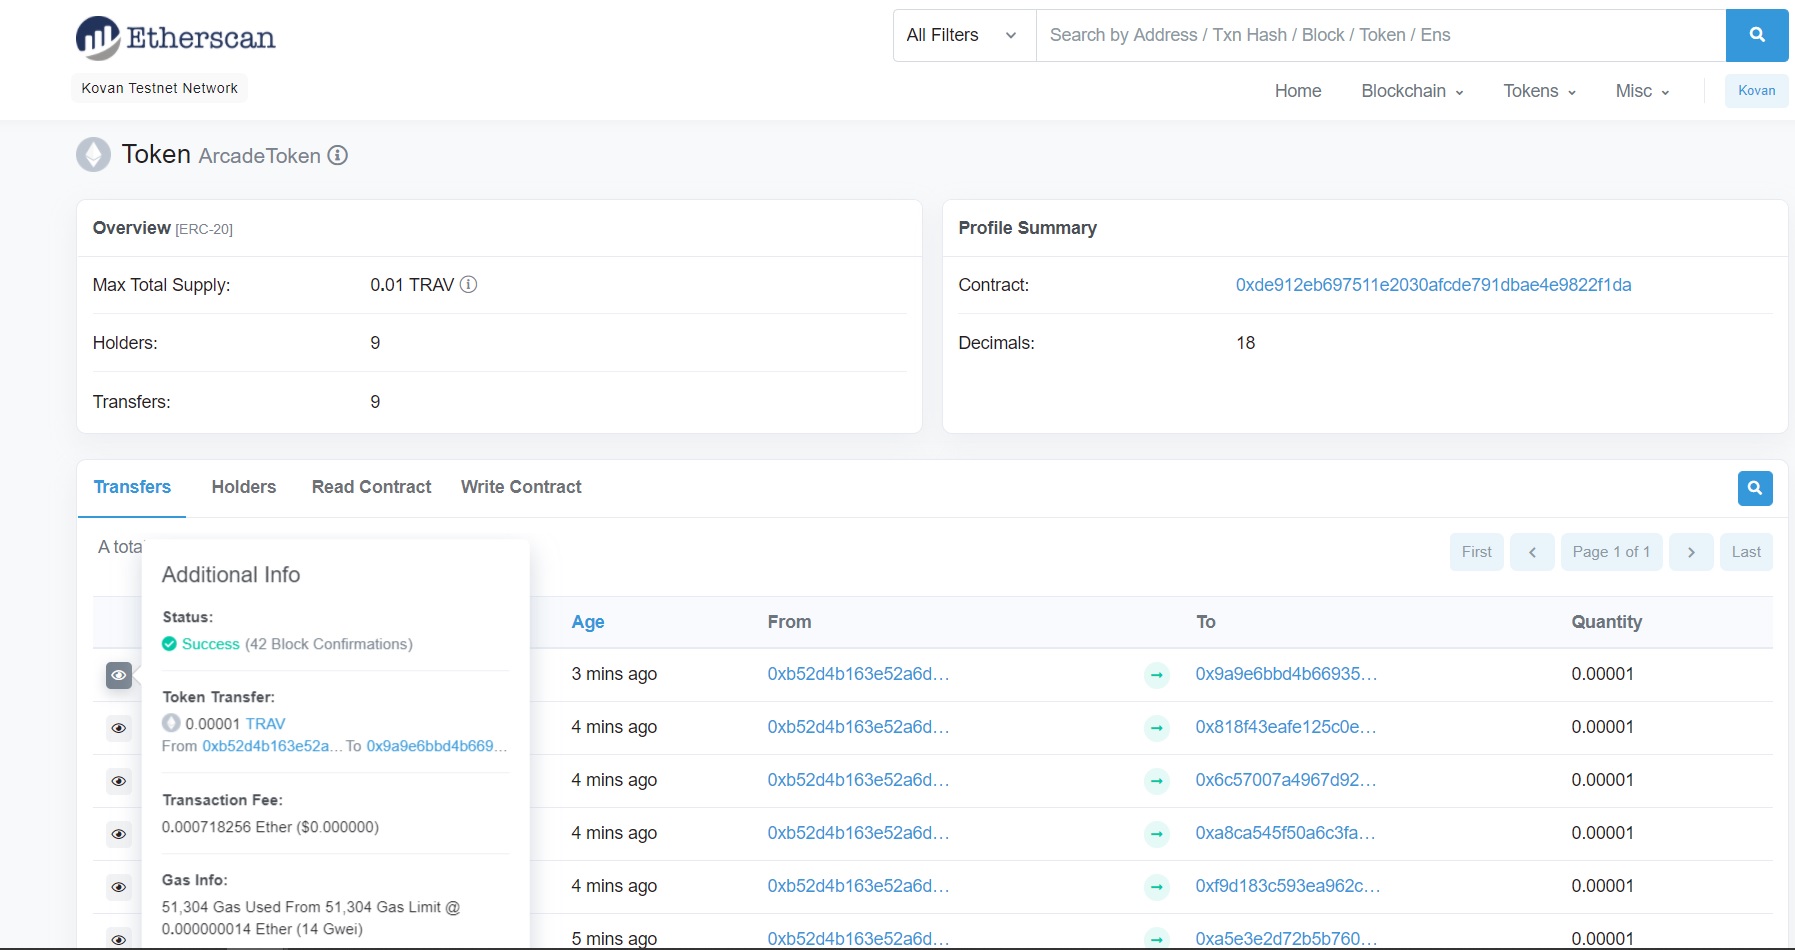 Etherscan
All Filters
Search by Address / Txn Hash / Block / Token / Ens
Kovan Testnet Network
Home Blockchain Tokens Misc Kovan
Token ArcadeToken
Overview [ERC-20]
Max Total Supply: 0.01 TRAV
Holders: 9
Transfers: 9
Profile Summary
Contract: 0xde912eb697511e2030afcde791dbae4e9822f1da
Decimals: 18
Transfers Holders Read Contract Write Contract
A tota
First Page 1 of 1 Last
Additional Info
Status:
Success (42 Block Confirmations)
Token Transfer:
0.00001 TRAV
From 0xb52d4b163e52a... To 0x9a9e6bbd4b669...
Transaction Fee:
0.000718256 Ether ($0.000000)
Gas Info:
51,304 Gas Used From 51,304 Gas Limit @
0.000000014 Ether (14 Gwei)
Age From To Quantity
3 mins ago 0xb52d4b163e52a6d... 0x9a9e6bbd4b66935... 0.00001
4 mins ago 0xb52d4b163e52a6d... 0x818f43eafe125c0e... 0.00001
4 mins ago 0xb52d4b163e52a6d... 0x6c57007a4967d92... 0.00001
4 mins ago 0xb52d4b163e52a6d... 0xa8ca545f50a6c3fa... 0.00001
4 mins ago 0xb52d4b163e52a6d... 0xf9d183c593ea962c... 0.00001
5 mins ago 0xb52d4b163e52a6d... 0xa5e3e2d72b5b760... 0.00001